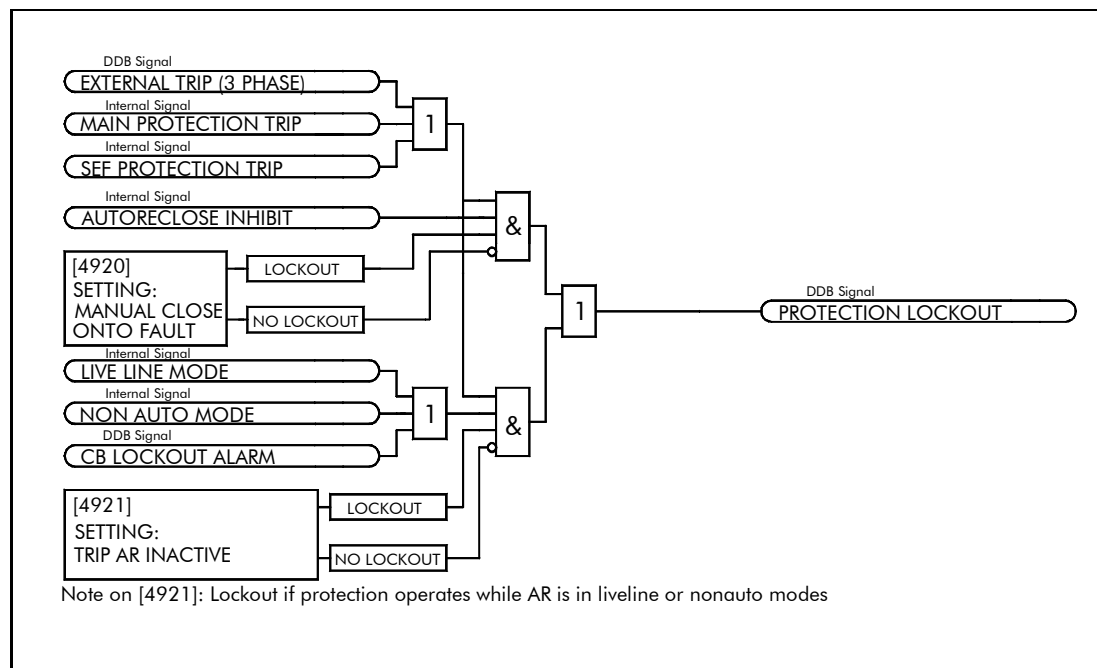 DDB Signal
EXTERNAL TRIP (3 PHASE)
Internal Signal
MAIN PROTECTION TRIP
Internal Signal
SEF PROTECTION TRIP
1
Internal Signal
AUTORECLOSE INHIBIT
&
[4920]
SETTING:
MANUAL CLOSE
ONTO FAULT
LOCKOUT
NO LOCKOUT
1
DDB Signal
PROTECTION LOCKOUT
Internal Signal
LIVE LINE MODE
Internal Signal
NON AUTO MODE
DDB Signal
CB LOCKOUT ALARM
1
&
[4921]
SETTING:
TRIP AR INACTIVE
LOCKOUT
NO LOCKOUT
Note on [4921]: Lockout if protection operates while AR is in liveline or nonauto modes